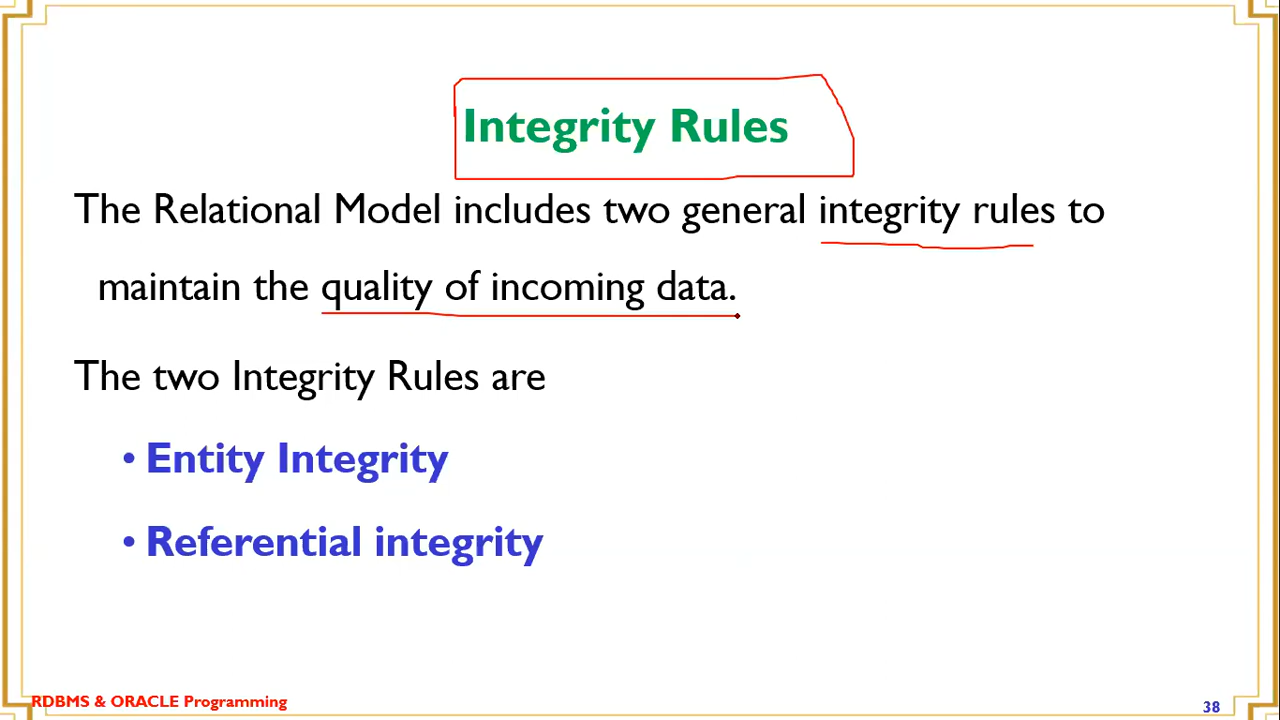 Integrity Rules
The Relational Model includes two general integrity rules to
maintain the quality of incoming data.
The two Integrity Rules are
• Entity Integrity
• Referential integrity
RDBMS & ORACLE Programming
38